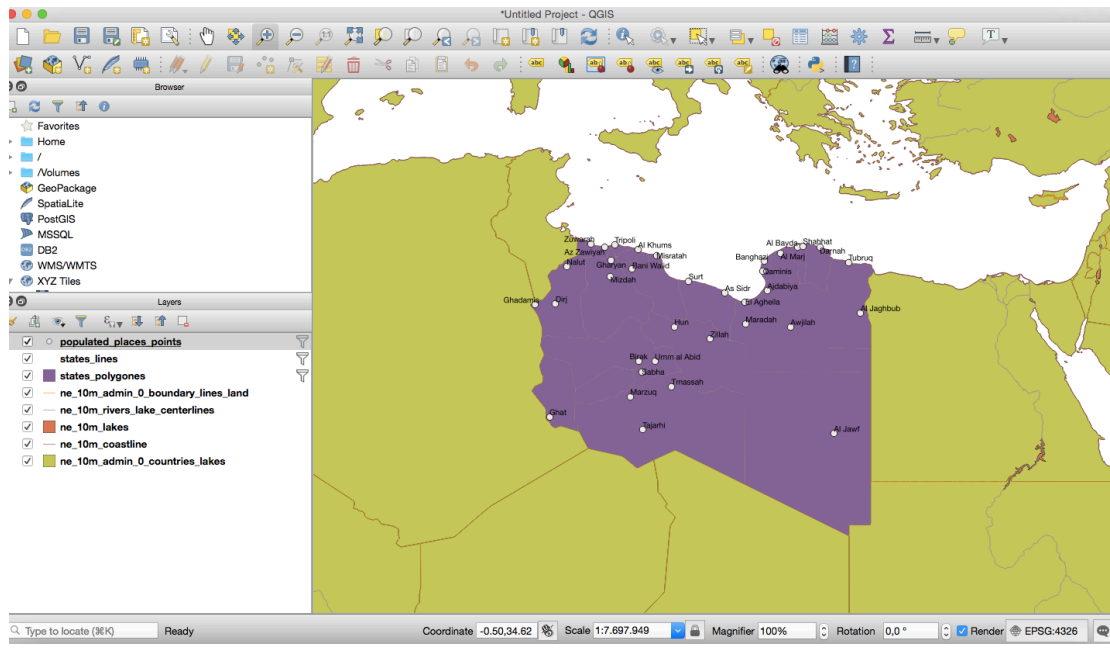 *Untitled Project - QGIS
Browser
Favorites
Home
/
/Volumes
GeoPackage
SpatiaLite
PostGIS
MSSQL
DB2
WMS/WMTS
XYZ Tiles
Layers
populated_places_points
states_lines
states_polygones
ne_10m_admin_0_boundary_lines_land
ne_10m_rivers_lake_centerlines
ne_10m_lakes
ne_10m_coastline
ne_10m_admin_0_countries_lakes
Zuwarah
Tripoli
Al Khums
Az Zawiyah
Misratah
Nalut
Gharyan
Bani Walid
Mizdah
Al Bayda
Shahhat
Darnah
Banghazi
Al Marj
Tubruq
Qaminis
Surt
As Sidr
Ajdabiya
Ghadamis
Dirj
El Agheila
Al Jaghbub
Hun
Maradah
Awjilah
Zillah
Birak
Umm al Abid
Sabha
Tmassah
Marzuq
Ghat
Tajarhi
Al Jawf
Type to locate (⌘K)
Ready
Coordinate -0.50,34.62
Scale 1:7.697.949
Magnifier 100%
Rotation 0,0 °
Render
EPSG:4326